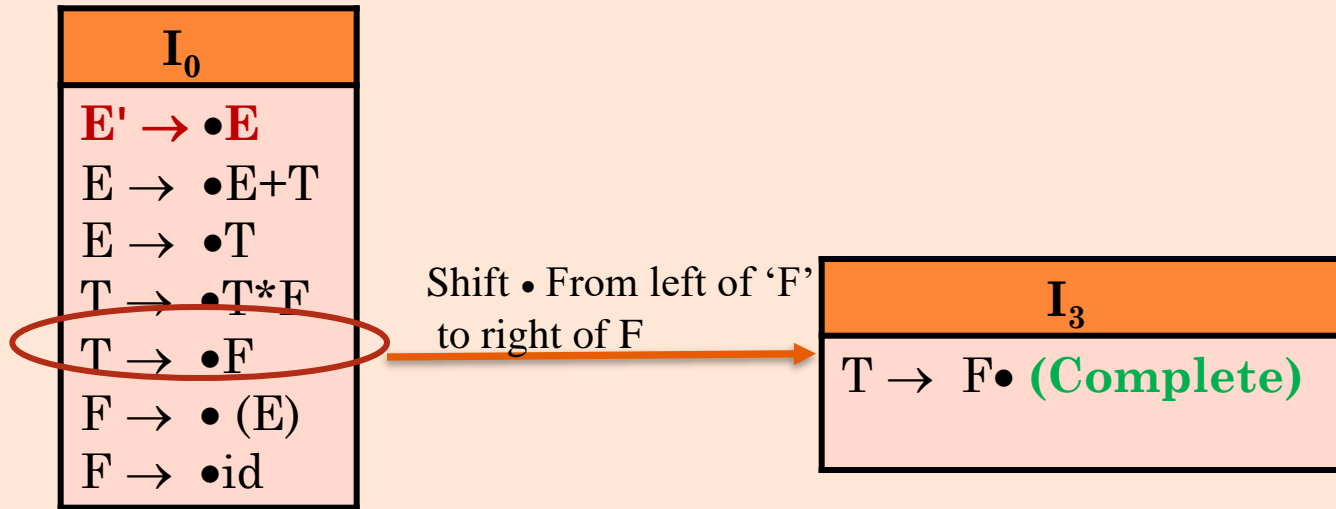 I₀
E' → •E
E → •E+T
E → •T
T → •T*F
T → •F
F → • (E)
F → •id
Shift • From left of ‘F’
to right of F
I₃
T → F• (Complete)